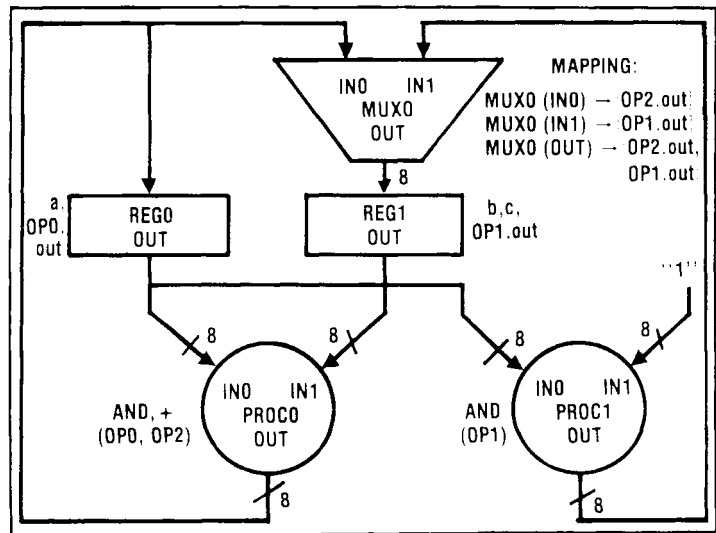 IN0 IN1
MUX0
OUT
MAPPING:
MUX0 (IN0) → OP2.out
MUX0 (IN1) → OP1.out
MUX0 (OUT) → OP2.out,
OP1.out
8
a,
OP0.
out
REG0
OUT
REG1
OUT
b,c,
OP1.out
"1"
8
8
8
8
IN0 IN1
PROC0
OUT
AND, +
(OP0, OP2)
IN0 IN1
PROC1
OUT
AND
(OP1)
8
8